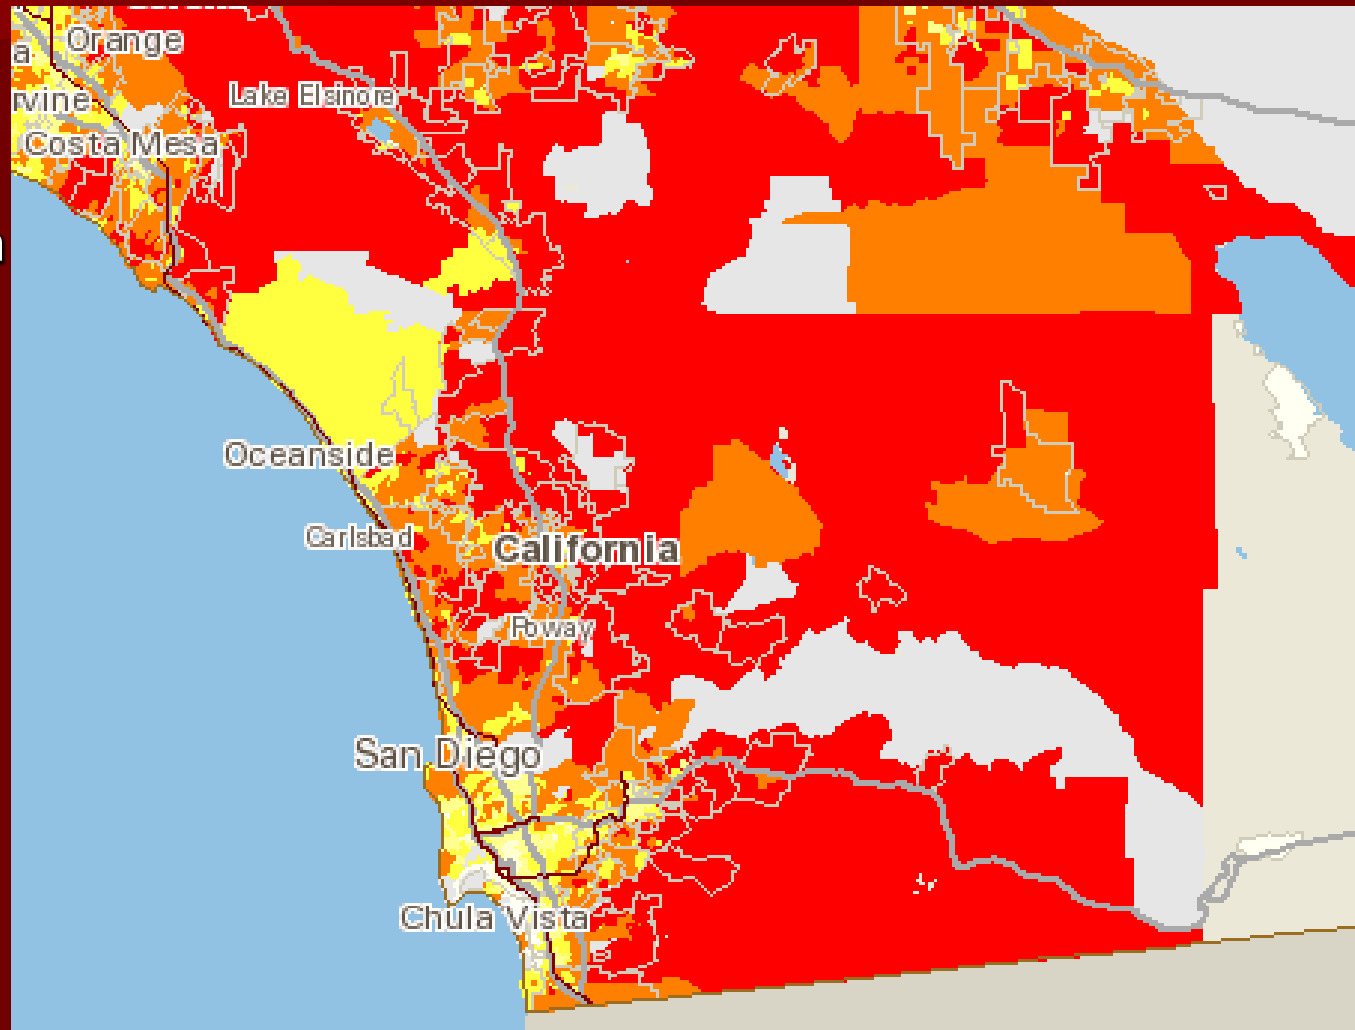 Orange
a
rvine
Lake Elsinore
Costa Mesa
Oceanside
Carlsbad
California
Poway
San Diego
Chula Vista